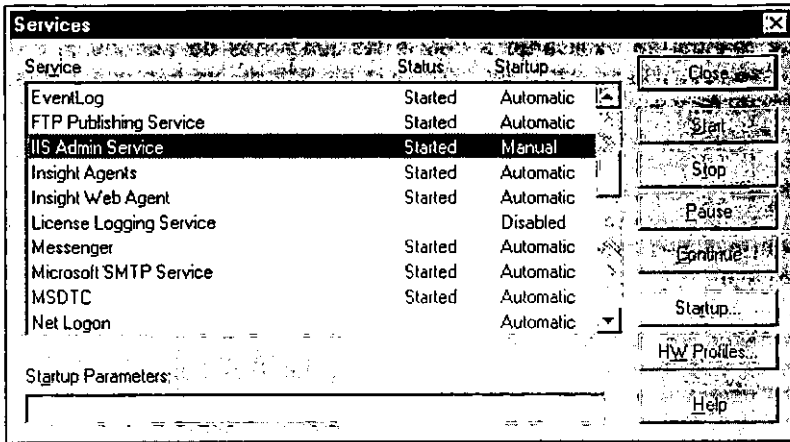 Services
Service Status Startup
EventLog Started Automatic
FTP Publishing Service Started Automatic
IIS Admin Service Started Manual
Insight Agents Started Automatic
Insight Web Agent Started Automatic
License Logging Service Disabled
Messenger Started Automatic
Microsoft SMTP Service Started Automatic
MSDTC Started Automatic
Net Logon Automatic
Startup Parameters:
Close
Start
Stop
Pause
Continue
Startup...
HW Profiles...
Help